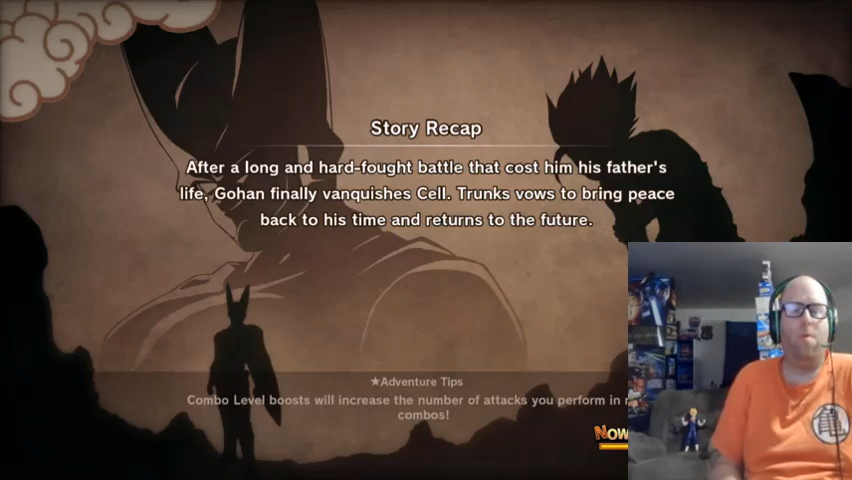 Story Recap
After a long and hard-fought battle that cost him his father's
life, Gohan finally vanquishes Cell. Trunks vows to bring peace
back to his time and returns to the future.
★Adventure Tips
Combo Level boosts will increase the number of attacks you perform in
combos!
Now
亀